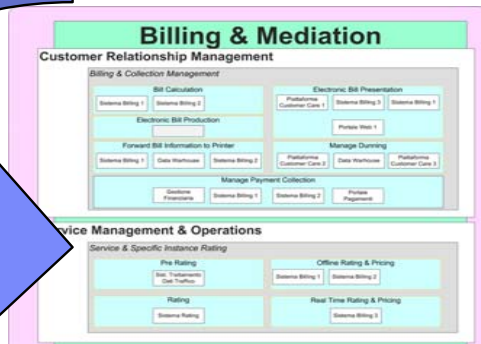 Billing & Mediation
Customer Relationship Management
Billing & Collection Management
Bill Calculation
Sistema Billing 1
Sistema Billing 2
Electronic Bill Presentation
Piattaforma Customer Care 1
Sistema Billing 3
Sistema Billing 1
Portale Web 1
Electronic Bill Production
Forward Bill Information to Printer
Sistema Billing 1
Data Warhouse
Sistema Billing 2
Manage Dunning
Piattaforma Customer Care 2
Data Warhouse
Piattaforma Customer Care 3
Manage Payment Collection
Gestione Finanziaria
Sistema Billing 1
Sistema Billing 2
Portale Pagamenti
vice Management & Operations
Service & Specific Instance Rating
Pre Rating
Sist. Trattamento Dati Traffico
Offline Rating & Pricing
Sistema Billing 1
Sistema Billing 2
Rating
Sistema Rating
Real Time Rating & Pricing
Sistema Billing 3